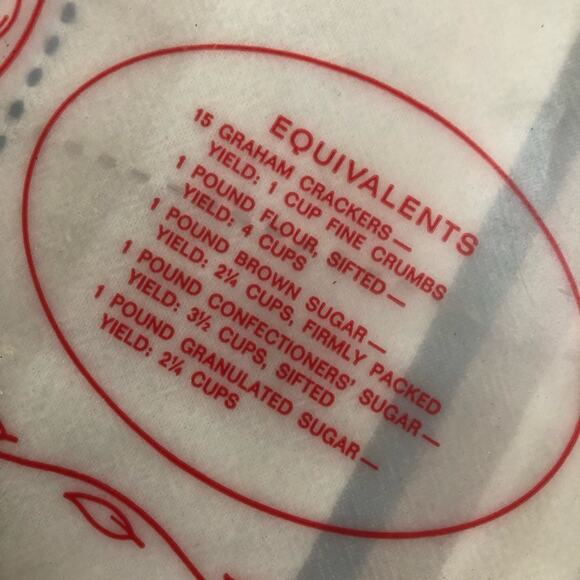 EQUIVALENTS
15 GRAHAM CRACKERS—
YIELD: 1 CUP FINE CRUMBS
1 POUND FLOUR, SIFTED—
YIELD: 4 CUPS
1 POUND BROWN SUGAR—
YIELD: 2¼ CUPS, FIRMLY PACKED
1 POUND CONFECTIONERS' SUGAR—
YIELD: 3½ CUPS, SIFTED
1 POUND GRANULATED SUGAR—
YIELD: 2¼ CUPS